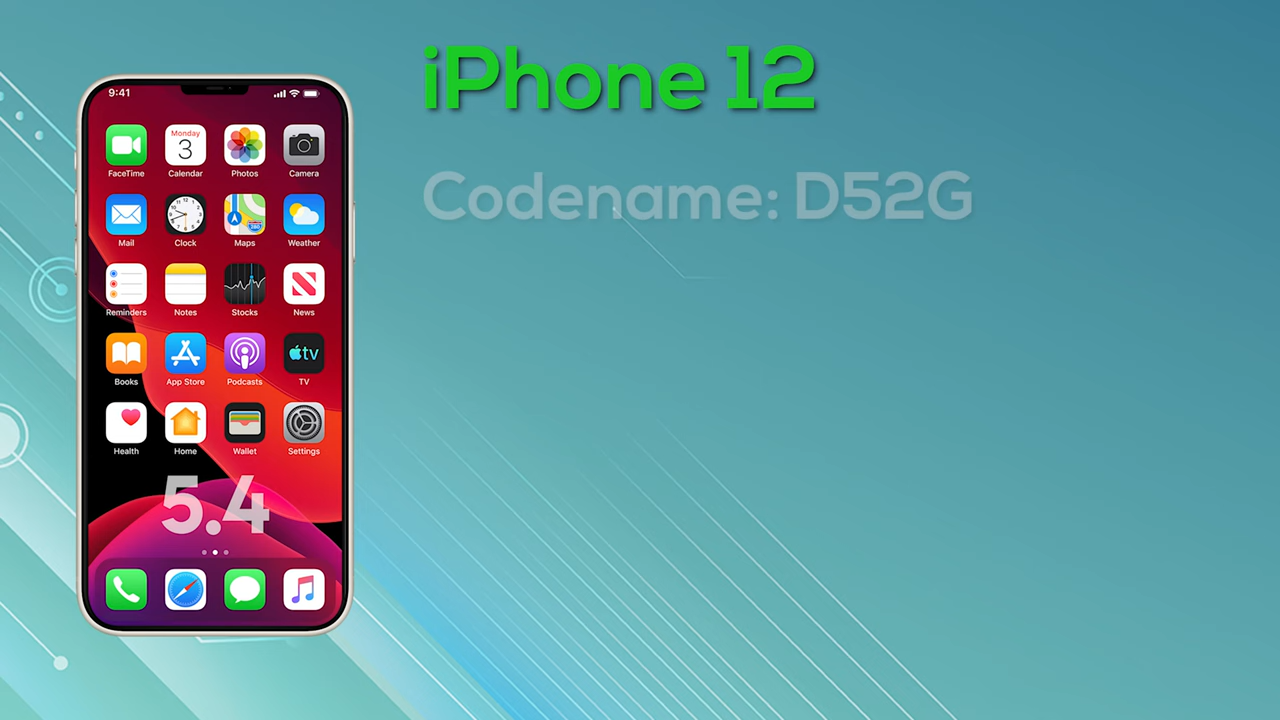 iPhone 12
Codename: D52G
9:41
Monday
3
FaceTime Calendar Photos Camera
280
Mail Clock Maps Weather
Reminders Notes Stocks News
tv
Books App Store Podcasts TV
Health Home Wallet Settings
5.4